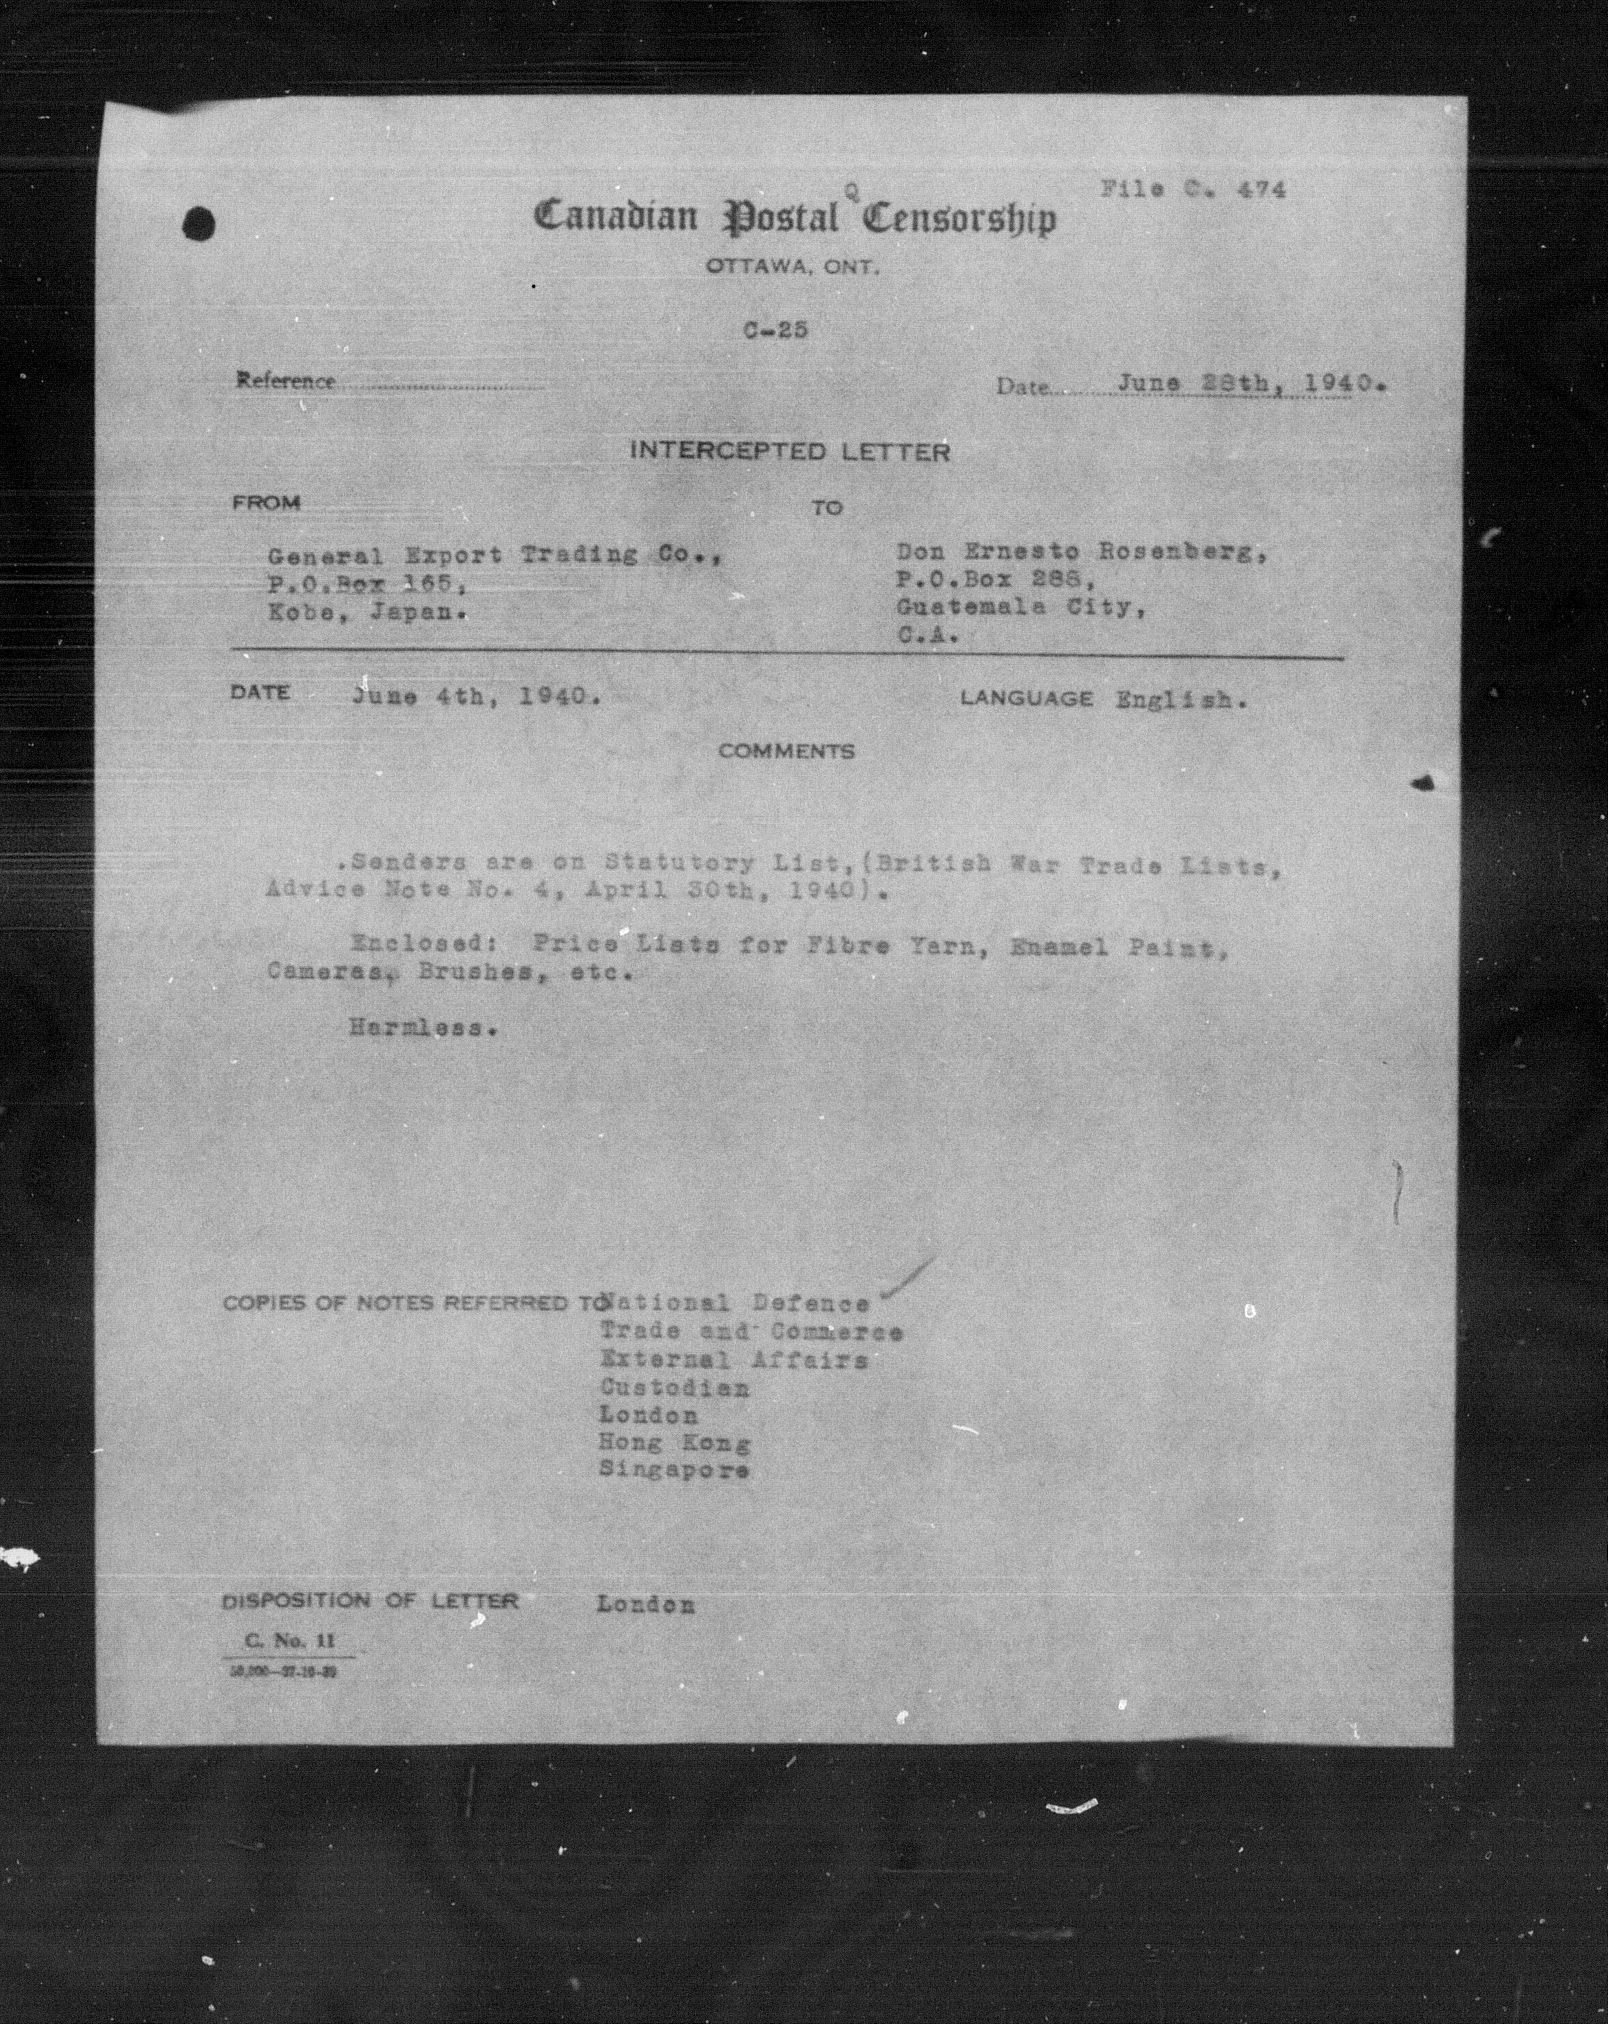 File C. 474
Q
Canadian Postal Censorship
OTTAWA, ONT.
C-25
Reference
Date June 28th, 1940.
INTERCEPTED LETTER
FROM TO
General Export Trading Co., Don Ernesto Rosenberg,
P.O.Box 165, P.O.Box 288,
Kobe, Japan. Guatemala City,
C.A.
DATE June 4th, 1940. LANGUAGE English.
COMMENTS
.Senders are on Statutory List,(British War Trade Lists,
Advice Note No. 4, April 30th, 1940).
Enclosed: Price Lists for Fibre Yarn, Enamel Paint,
Cameras, Brushes, etc.
Harmless.
COPIES OF NOTES REFERRED TO National Defence
Trade and Commerce
External Affairs
Custodian
London
Hong Kong
Singapore
DISPOSITION OF LETTER London
C. No. 11